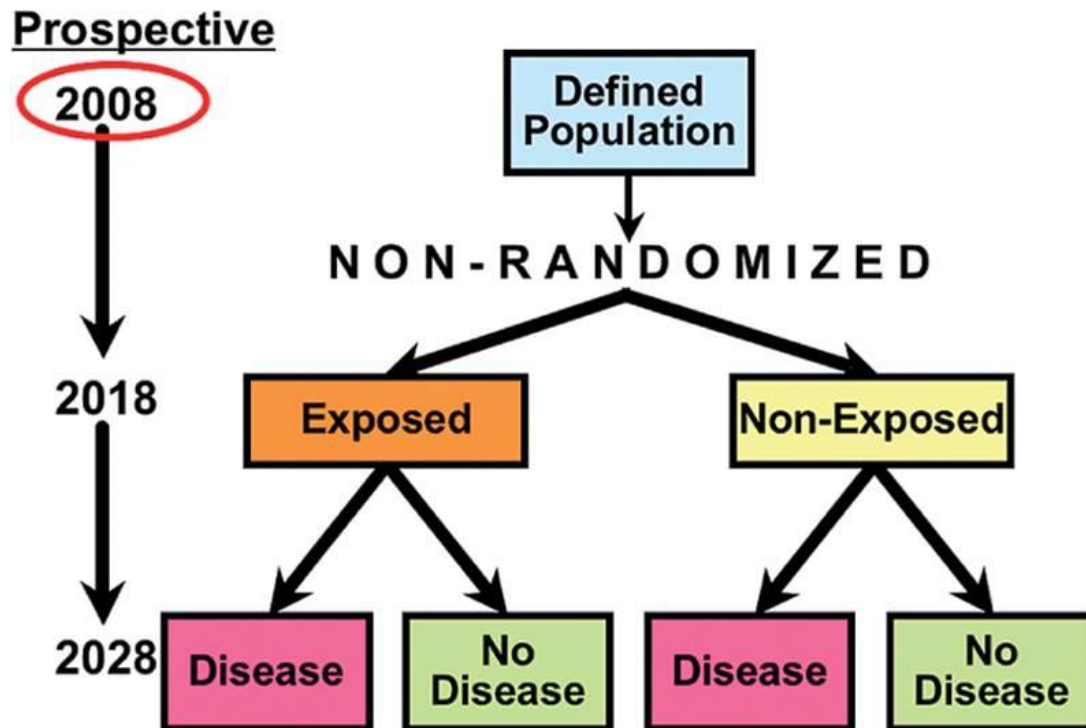 Prospective
2008
Defined
Population
NON-RANDOMIZED
2018
Exposed
Non-Exposed
2028
Disease
No
Disease
Disease
No
Disease